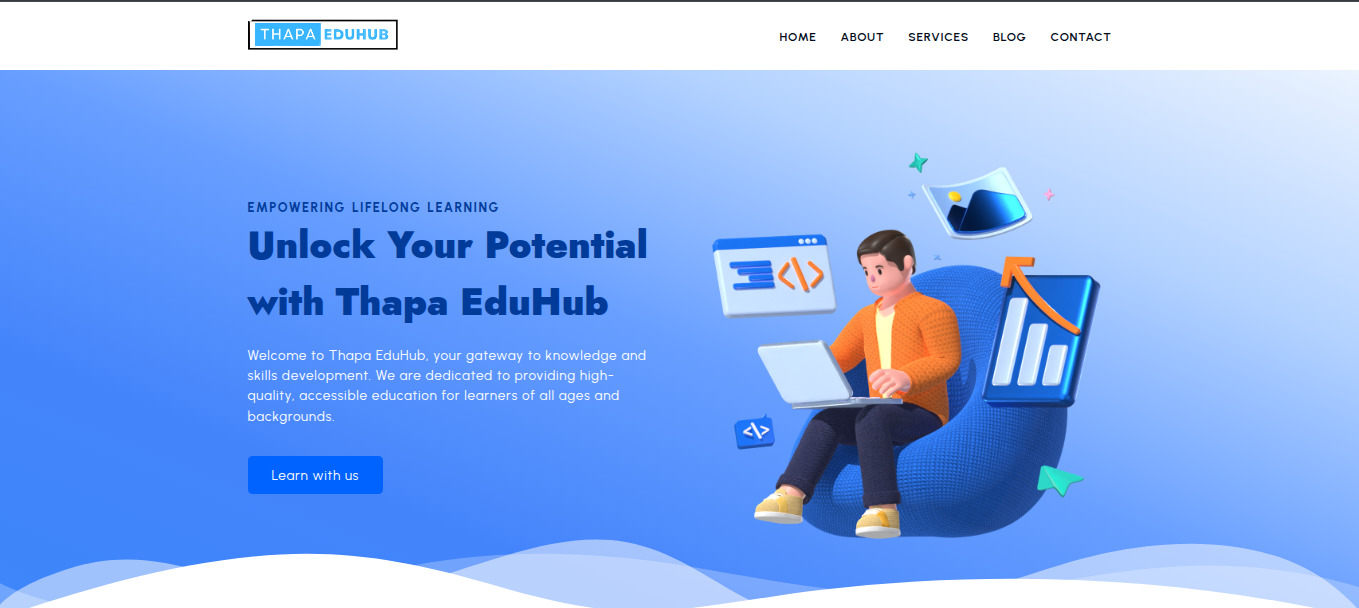 THAPA EDUHUB
HOME ABOUT SERVICES BLOG CONTACT
EMPOWERING LIFELONG LEARNING
Unlock Your Potential
with Thapa EduHub
Welcome to Thapa EduHub, your gateway to knowledge and
skills development. We are dedicated to providing high-
quality, accessible education for learners of all ages and
backgrounds.
Learn with us